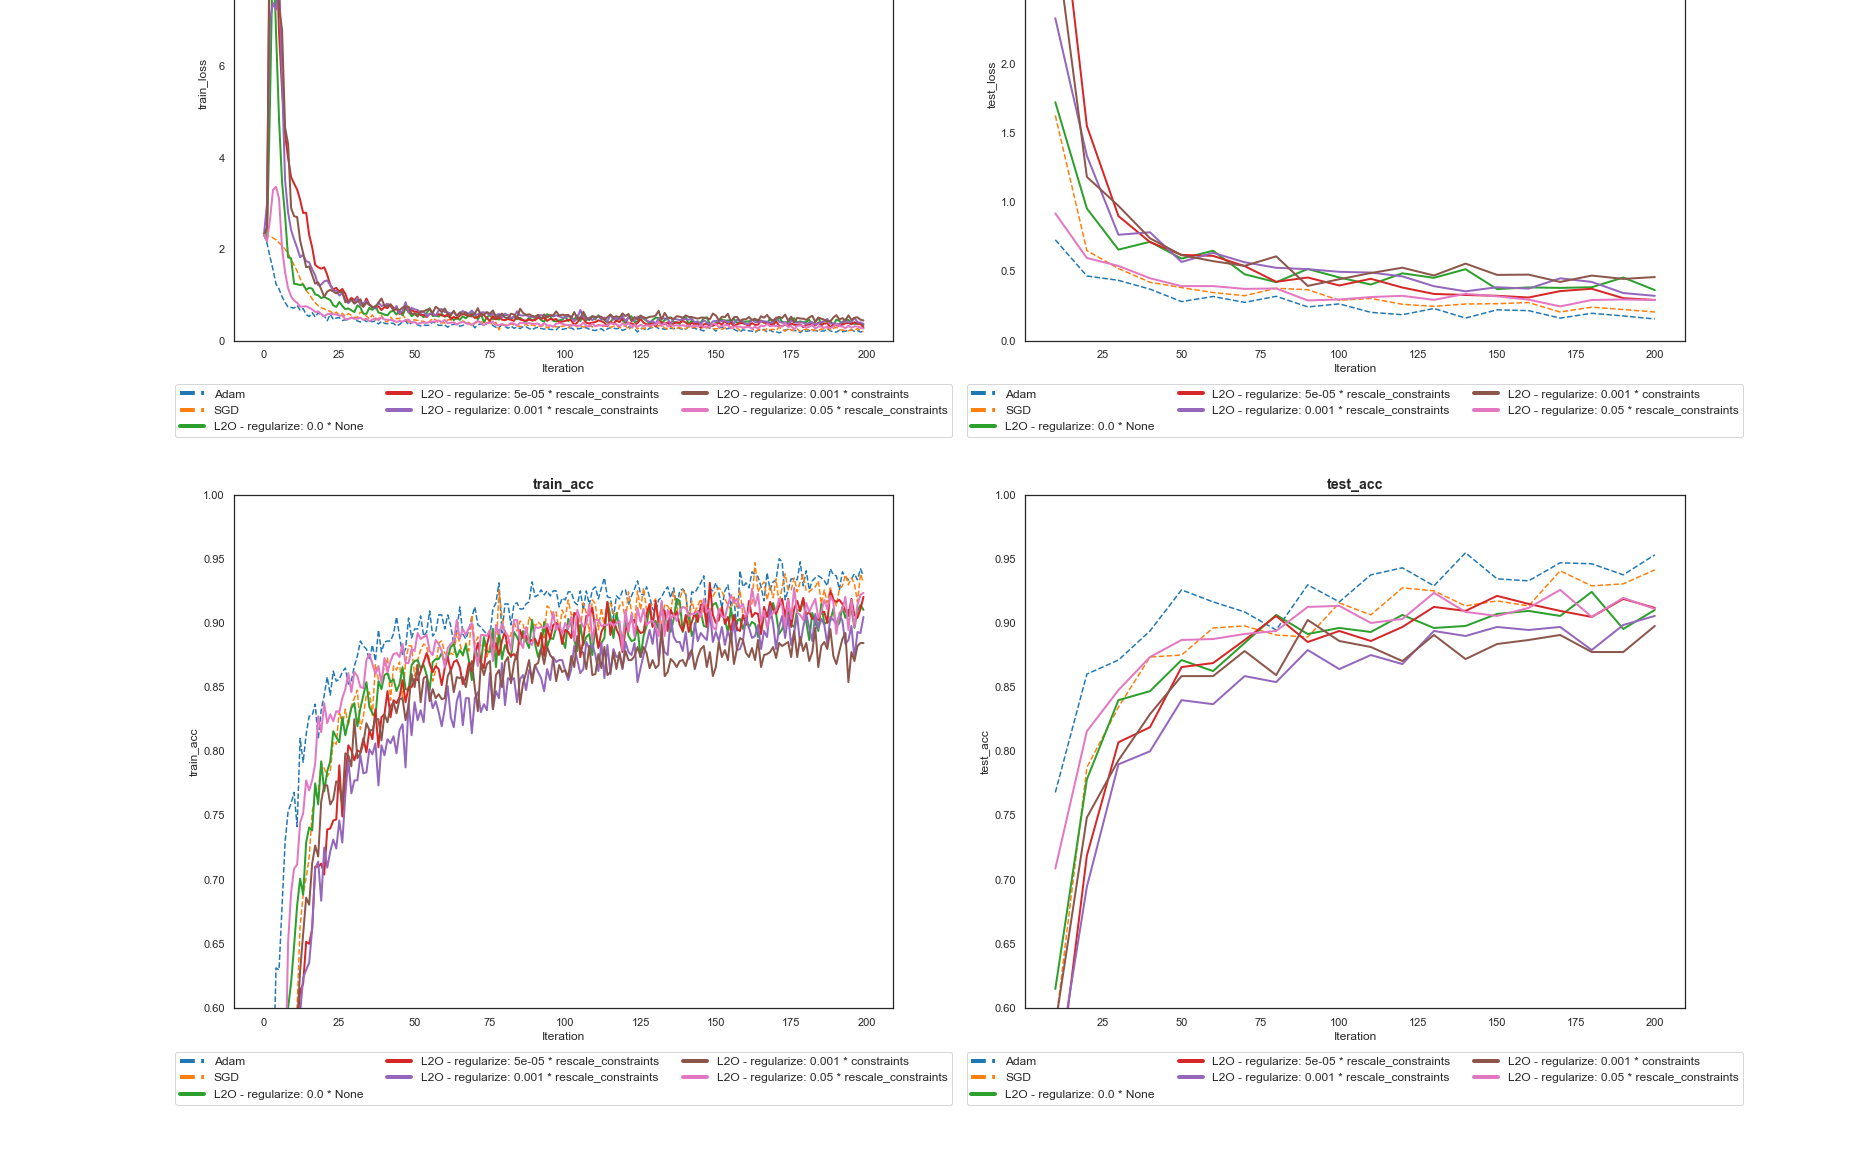 train_loss
6
4
2
0
0 25 50 75 100 125 150 175 200
Iteration
Adam
SGD
L2O - regularize: 0.0 * None
L2O - regularize: 5e-05 * rescale_constraints
L2O - regularize: 0.001 * rescale_constraints
L2O - regularize: 0.001 * constraints
L2O - regularize: 0.05 * rescale_constraints
test_loss
2.0
1.5
1.0
0.5
0.0
25 50 75 100 125 150 175 200
Iteration
Adam
SGD
L2O - regularize: 0.0 * None
L2O - regularize: 5e-05 * rescale_constraints
L2O - regularize: 0.001 * rescale_constraints
L2O - regularize: 0.001 * constraints
L2O - regularize: 0.05 * rescale_constraints
train_acc
train_acc
1.00
0.95
0.90
0.85
0.80
0.75
0.70
0.65
0.60
0 25 50 75 100 125 150 175 200
Iteration
Adam
SGD
L2O - regularize: 0.0 * None
L2O - regularize: 5e-05 * rescale_constraints
L2O - regularize: 0.001 * rescale_constraints
L2O - regularize: 0.001 * constraints
L2O - regularize: 0.05 * rescale_constraints
test_acc
test_acc
1.00
0.95
0.90
0.85
0.80
0.75
0.70
0.65
0.60
25 50 75 100 125 150 175 200
Iteration
Adam
SGD
L2O - regularize: 0.0 * None
L2O - regularize: 5e-05 * rescale_constraints
L2O - regularize: 0.001 * rescale_constraints
L2O - regularize: 0.001 * constraints
L2O - regularize: 0.05 * rescale_constraints